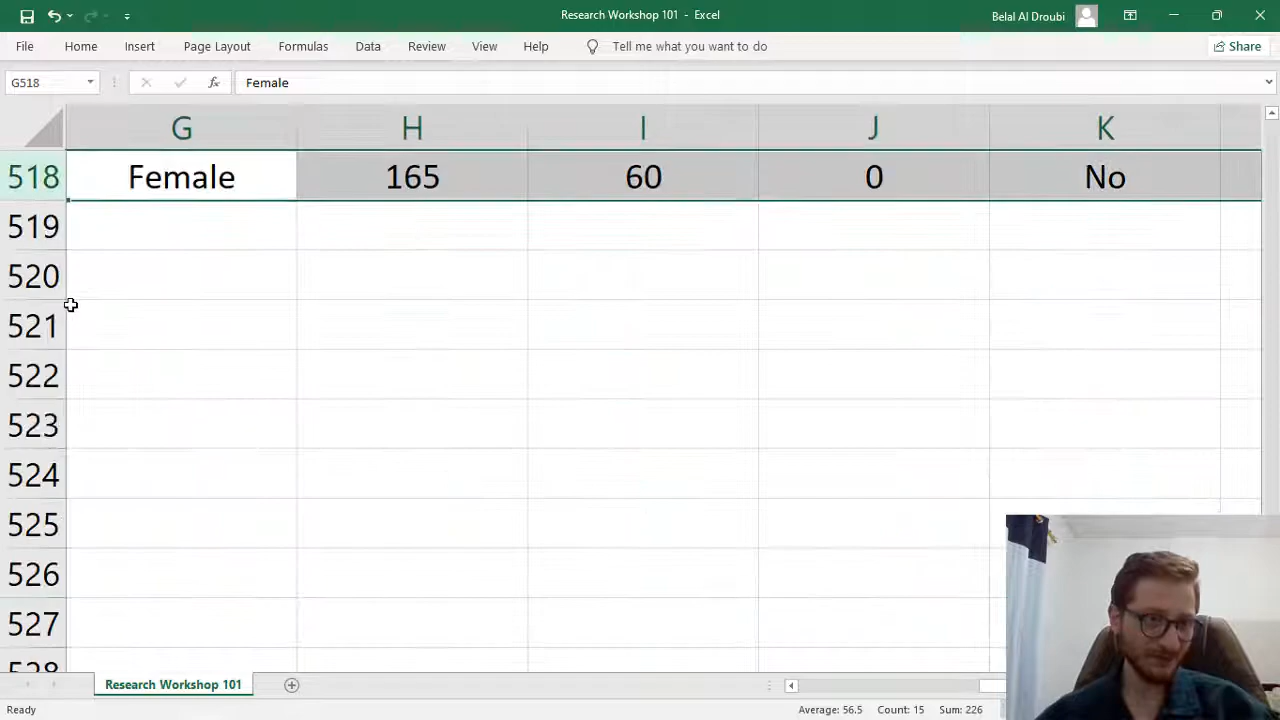 Research Workshop 101 - Excel
Belal Al Droubi
File Home Insert Page Layout Formulas Data Review View Help Tell me what you want to do Share
G518 fx Female
G H I J K
518 Female 165 60 0 No
519
520
521
522
523
524
525
526
527
528
Research Workshop 101
Ready Average: 56.5 Count: 15 Sum: 226